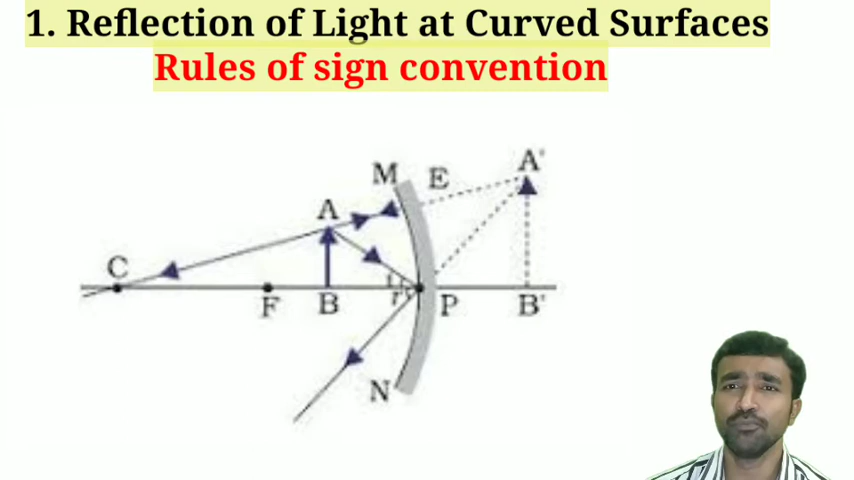 1. Reflection of Light at Curved Surfaces
Rules of sign convention
M E A'
A
C
i
r
F B P B'
N